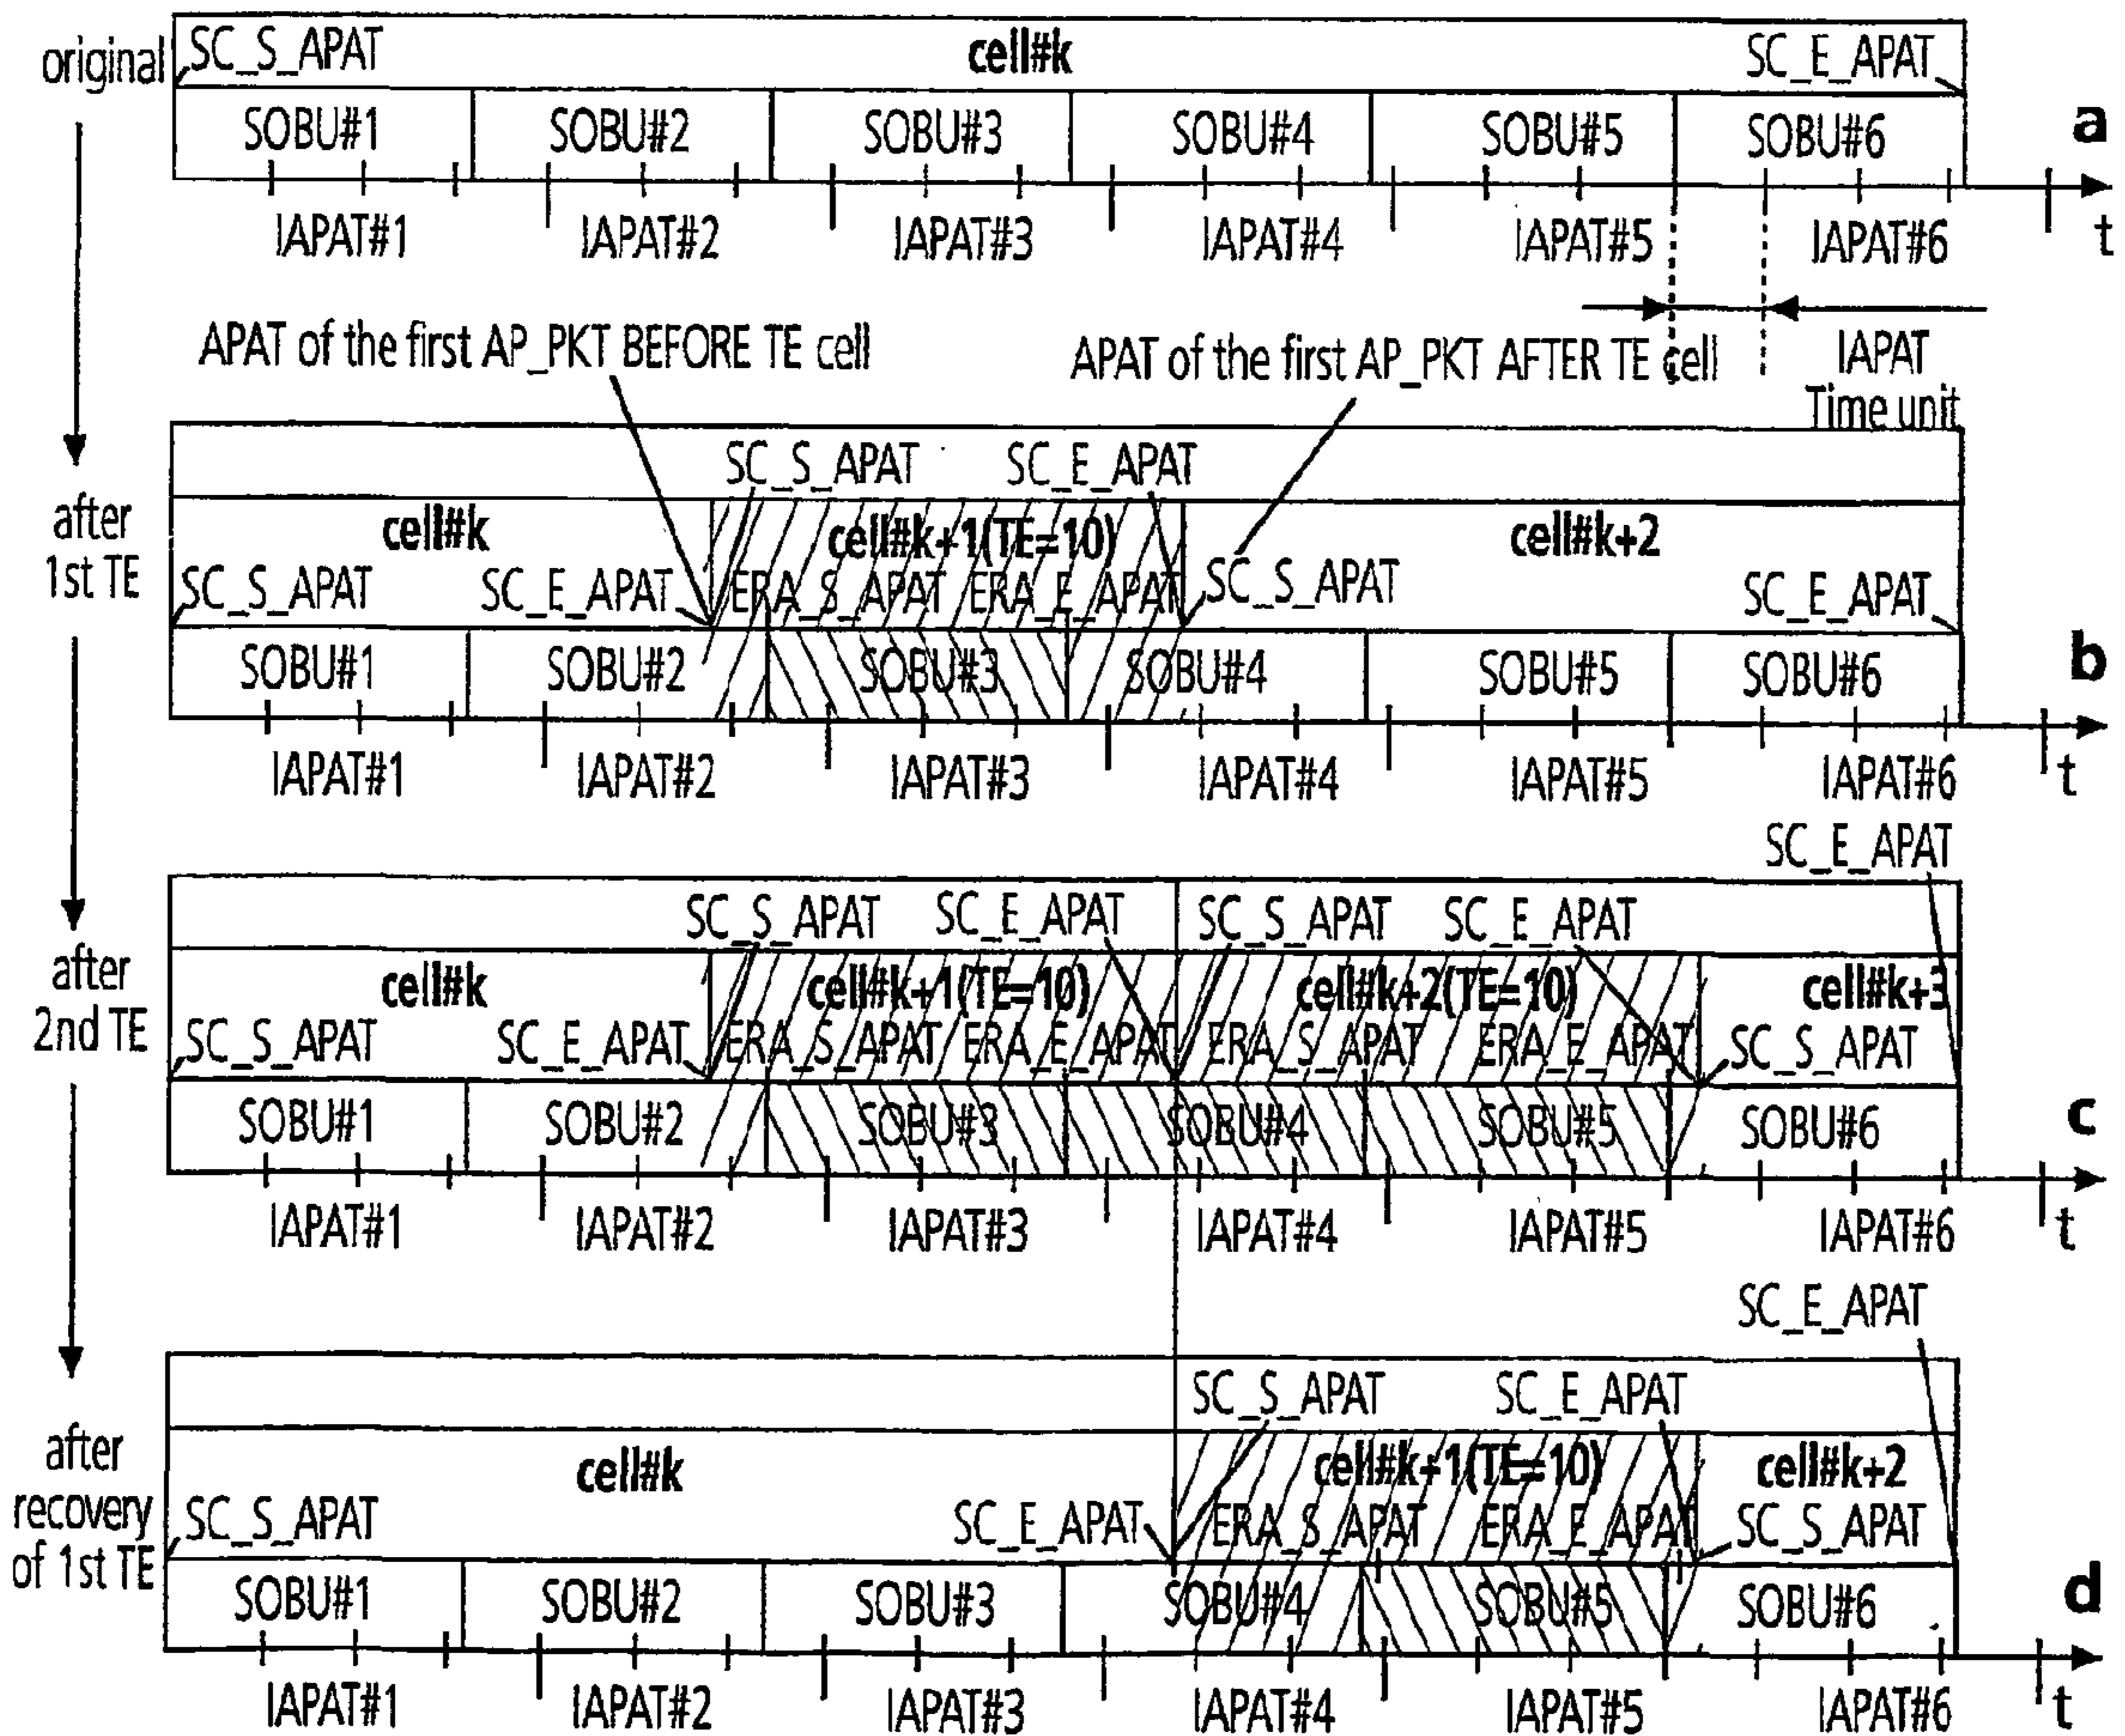 original SC_S_APAT cell#k SC_E_APAT
SOBU#1 SOBU#2 SOBU#3 SOBU#4 SOBU#5 SOBU#6 a
IAPAT#1 IAPAT#2 IAPAT#3 IAPAT#4 IAPAT#5 IAPAT#6 t
APAT of the first AP_PKT BEFORE TE cell APAT of the first AP_PKT AFTER TE cell IAPAT
Time unit
SC_S_APAT SC_E_APAT
after
1st TE
cell#k cell#k+1(TE=10) cell#k+2
SC_S_APAT SC_E_APAT ERA_S_APAT ERA_E_APAT SC_S_APAT SC_E_APAT
SOBU#1 SOBU#2 SOBU#3 SOBU#4 SOBU#5 SOBU#6 b
IAPAT#1 IAPAT#2 IAPAT#3 IAPAT#4 IAPAT#5 IAPAT#6 t
SC_E_APAT
SC_S_APAT SC_E_APAT SC_S_APAT SC_E_APAT
after
2nd TE
cell#k cell#k+1(TE=10) cell#k+2(TE=10) cell#k+3
SC_S_APAT SC_E_APAT ERA_S_APAT ERA_E_APAT ERA_S_APAT ERA_E_APAT SC_S_APAT
SOBU#1 SOBU#2 SOBU#3 SOBU#4 SOBU#5 SOBU#6 c
IAPAT#1 IAPAT#2 IAPAT#3 IAPAT#4 IAPAT#5 IAPAT#6 t
SC_E_APAT
SC_S_APAT SC_E_APAT
after
recovery
of 1st TE
cell#k cell#k+1(TE=10) cell#k+2
SC_S_APAT SC_E_APAT ERA_S_APAT ERA_E_APAT SC_S_APAT
SOBU#1 SOBU#2 SOBU#3 SOBU#4 SOBU#5 SOBU#6 d
IAPAT#1 IAPAT#2 IAPAT#3 IAPAT#4 IAPAT#5 IAPAT#6 t